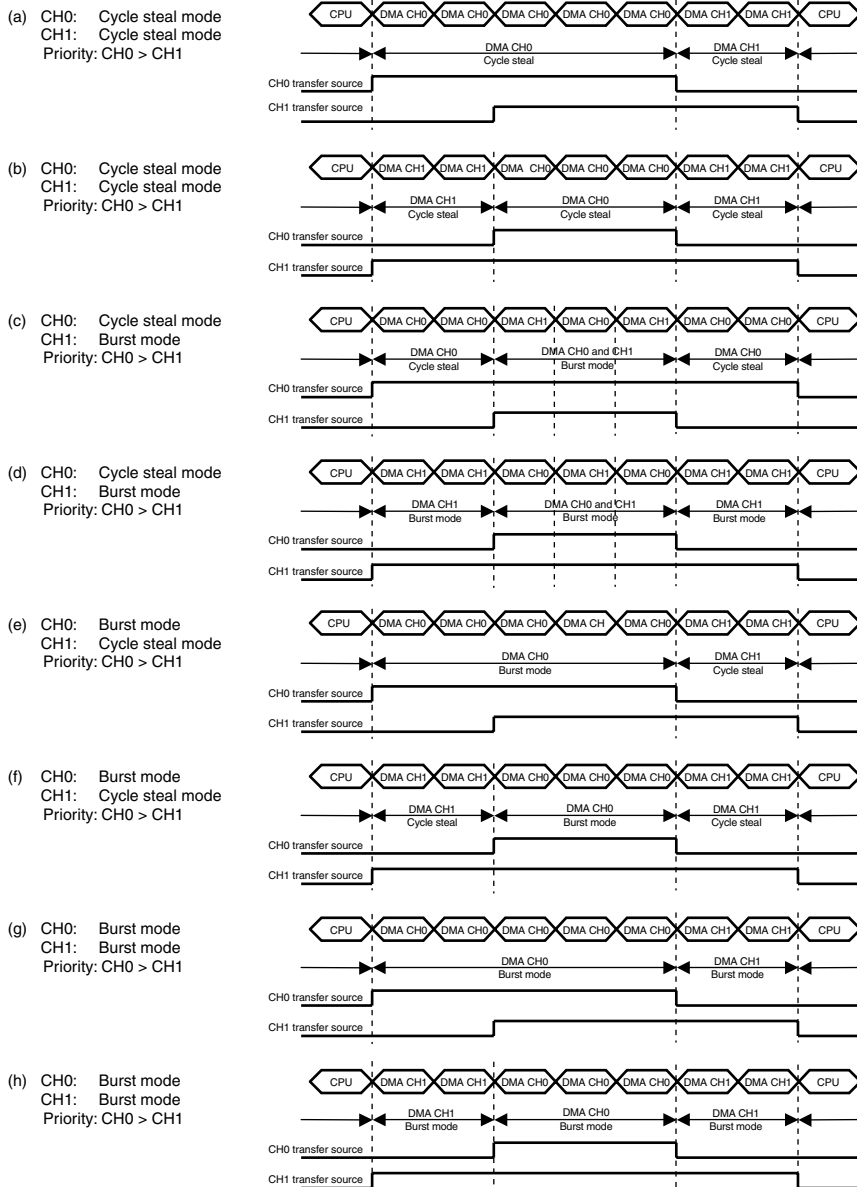 (a) CH0: Cycle steal mode
CH1: Cycle steal mode
Priority: CH0 > CH1
CPU DMA CH0 DMA CH0 DMA CH0 DMA CH0 DMA CH0 DMA CH1 DMA CH1 CPU
DMA CH0 DMA CH1
Cycle steal Cycle steal
CH0 transfer source
CH1 transfer source
(b) CH0: Cycle steal mode
CH1: Cycle steal mode
Priority: CH0 > CH1
CPU DMA CH1 DMA CH1 DMA CH0 DMA CH0 DMA CH0 DMA CH1 DMA CH1 CPU
DMA CH1 DMA CH0 DMA CH1
Cycle steal Cycle steal Cycle steal
CH0 transfer source
CH1 transfer source
(c) CH0: Cycle steal mode
CH1: Burst mode
Priority: CH0 > CH1
CPU DMA CH0 DMA CH0 DMA CH1 DMA CH0 DMA CH1 DMA CH0 DMA CH0 CPU
DMA CH0 DMA CH0 and CH1 DMA CH0
Cycle steal Burst mode Cycle steal
CH0 transfer source
CH1 transfer source
(d) CH0: Cycle steal mode
CH1: Burst mode
Priority: CH0 > CH1
CPU DMA CH1 DMA CH1 DMA CH0 DMA CH1 DMA CH0 DMA CH1 DMA CH1 CPU
DMA CH1 DMA CH0 and CH1 DMA CH1
Burst mode Burst mode Burst mode
CH0 transfer source
CH1 transfer source
(e) CH0: Burst mode
CH1: Cycle steal mode
Priority: CH0 > CH1
CPU DMA CH0 DMA CH0 DMA CH0 DMA CH DMA CH0 DMA CH1 DMA CH1 CPU
DMA CH0 DMA CH1
Burst mode Cycle steal
CH0 transfer source
CH1 transfer source
(f) CH0: Burst mode
CH1: Cycle steal mode
Priority: CH0 > CH1
CPU DMA CH1 DMA CH1 DMA CH0 DMA CH0 DMA CH0 DMA CH1 DMA CH1 CPU
DMA CH1 DMA CH0 DMA CH1
Cycle steal Burst mode Cycle steal
CH0 transfer source
CH1 transfer source
(g) CH0: Burst mode
CH1: Burst mode
Priority: CH0 > CH1
CPU DMA CH0 DMA CH0 DMA CH0 DMA CH0 DMA CH0 DMA CH1 DMA CH1 CPU
DMA CH0 DMA CH1
Burst mode Burst mode
CH0 transfer source
CH1 transfer source
(h) CH0: Burst mode
CH1: Burst mode
Priority: CH0 > CH1
CPU DMA CH1 DMA CH1 DMA CH0 DMA CH0 DMA CH0 DMA CH1 DMA CH1 CPU
DMA CH1 DMA CH0 DMA CH1
Burst mode Burst mode Burst mode
CH0 transfer source
CH1 transfer source